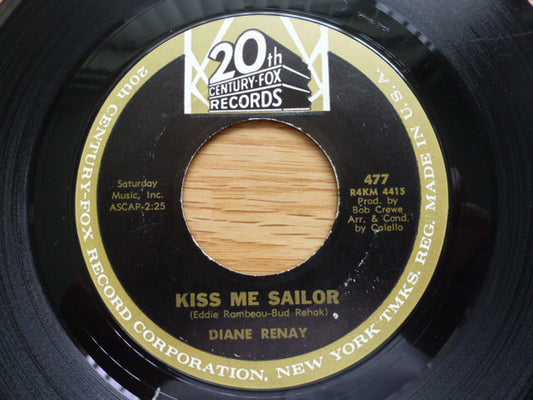 20th
CENTURY-FOX
RECORDS
Saturday
Music, Inc.
ASCAP-2:25
477
R4KM 4415
Prod. by
Bob Crewe
Arr. & Cond.
by Calello
KISS ME SAILOR
(Eddie Rambeau-Bud Rehak)
DIANE RENAY
20th CENTURY-FOX RECORD CORPORATION, NEW YORK TMKS. REG. MADE IN U.S.A.